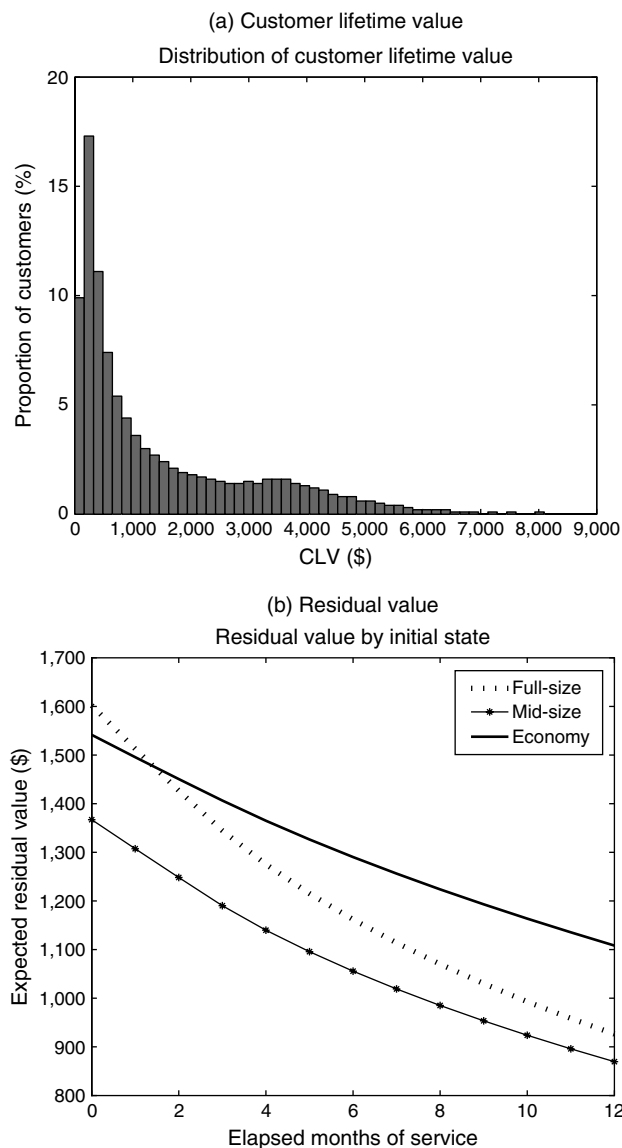 (a) Customer lifetime value
Distribution of customer lifetime value
20
15
10
5
0
Proportion of customers (%)
0 1,000 2,000 3,000 4,000 5,000 6,000 7,000 8,000 9,000
CLV ($)
(b) Residual value
Residual value by initial state
1,700
1,600
1,500
1,400
1,300
1,200
1,100
1,000
900
800
Expected residual value ($)
Full-size
Mid-size
Economy
0 2 4 6 8 10 12
Elapsed months of service